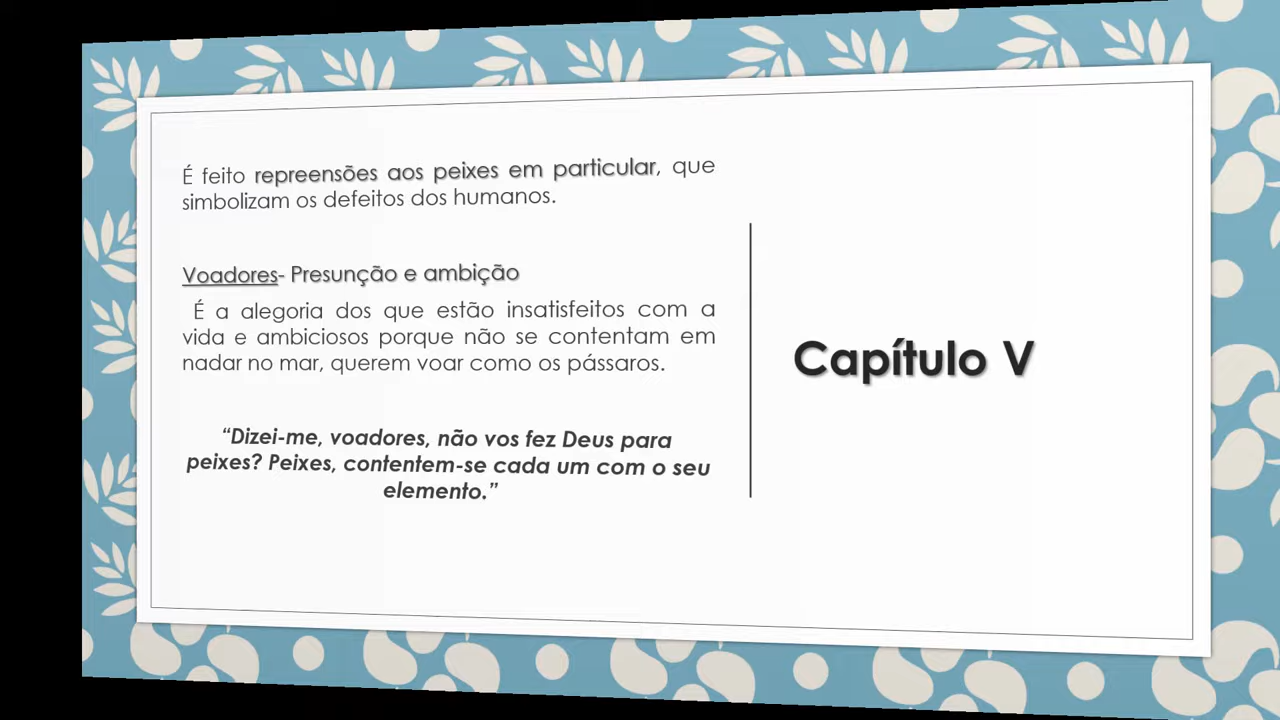 É feito repreensões aos peixes em particular, que
simbolizam os defeitos dos humanos.
Voadores- Presunção e ambição
É a alegoria dos que estão insatisfeitos com a
vida e ambiciosos porque não se contentam em
nadar no mar, querem voar como os pássaros.
“Dizei-me, voadores, não vos fez Deus para
peixes? Peixes, contentem-se cada um com o seu
elemento.”
Capítulo V